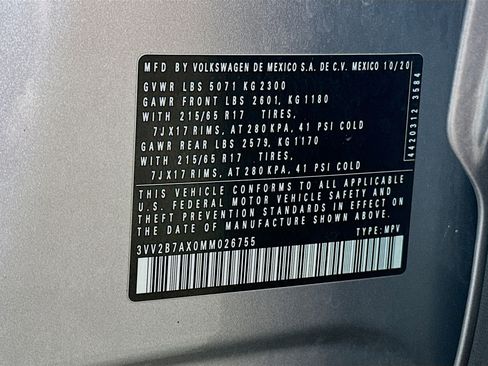 MFD BY VOLKSWAGEN DE MEXICO S.A. DE C.V. MEXICO 10/20
GVWR LBS 5071 KG 2300
GAWR FRONT LBS 2601, KG 1180
WITH 215/65 R17 TIRES,
7JX17 RIMS, AT 280 KPA, 41 PSI COLD
GAWR REAR LBS 2579, KG 1170
WITH 215/65 R17 TIRES,
7JX17 RIMS, AT 280 KPA, 41 PSI COLD
THIS VEHICLE CONFORMS TO ALL APPLICABLE
U.S. FEDERAL MOTOR VEHICLE SAFETY AND
THEFT PREVENTION STANDARDS IN EFFECT ON
THE DATE OF MANUFACTURE SHOWN ABOVE.
3VV2B7AX0MM026755 TYPE: MPV
4420312 3584